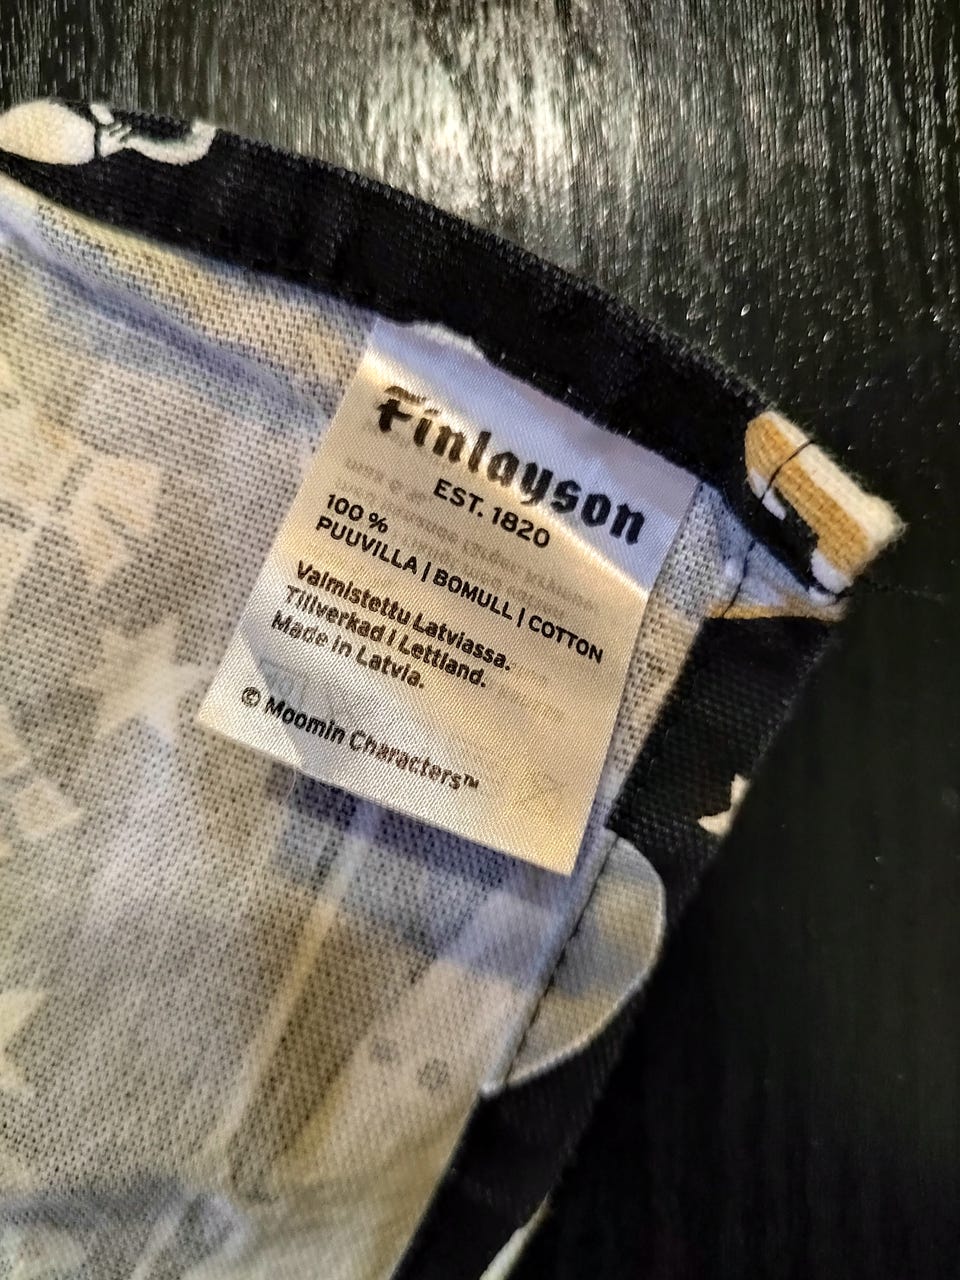 Finlayson
EST. 1820
100 %
PUUVILLA | BOMULL | COTTON
Valmistettu Latviassa.
Tillverkad i Lettland.
Made in Latvia.
© Moomin Characters™